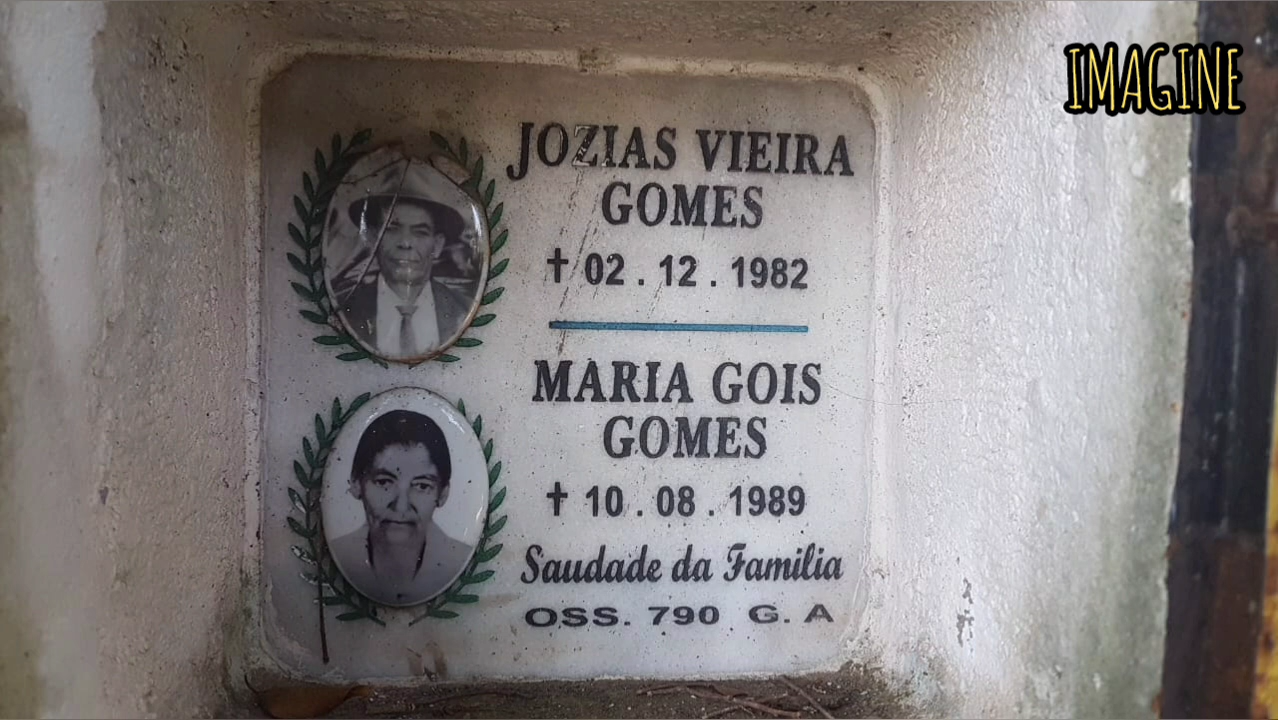 IMAGINE
JOZIAS VIEIRA
GOMES
† 02 . 12 . 1982
MARIA GOIS
GOMES
† 10 . 08 . 1989
Saudade da Familia
OSS. 790 G. A